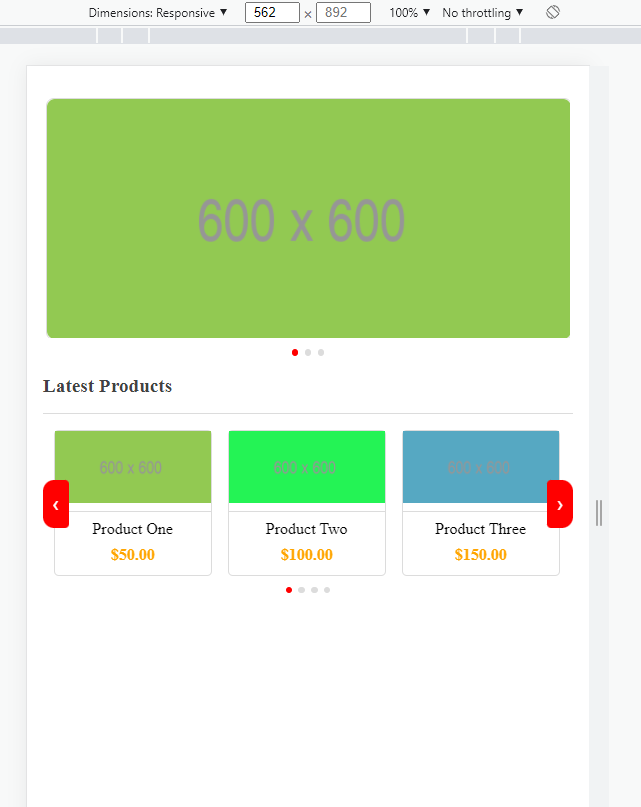 Dimensions: Responsive ▼ 562 × 892 100% ▼ No throttling ▼
600 x 600
Latest Products
600 x 600 600 x 600 600 x 600
❮ ❯
Product One Product Two Product Three
$50.00 $100.00 $150.00